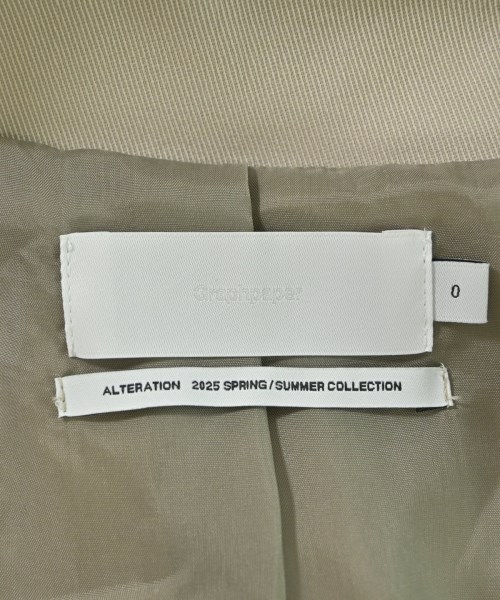 Graphpaper
0
ALTERATION 2025 SPRING/SUMMER COLLECTION